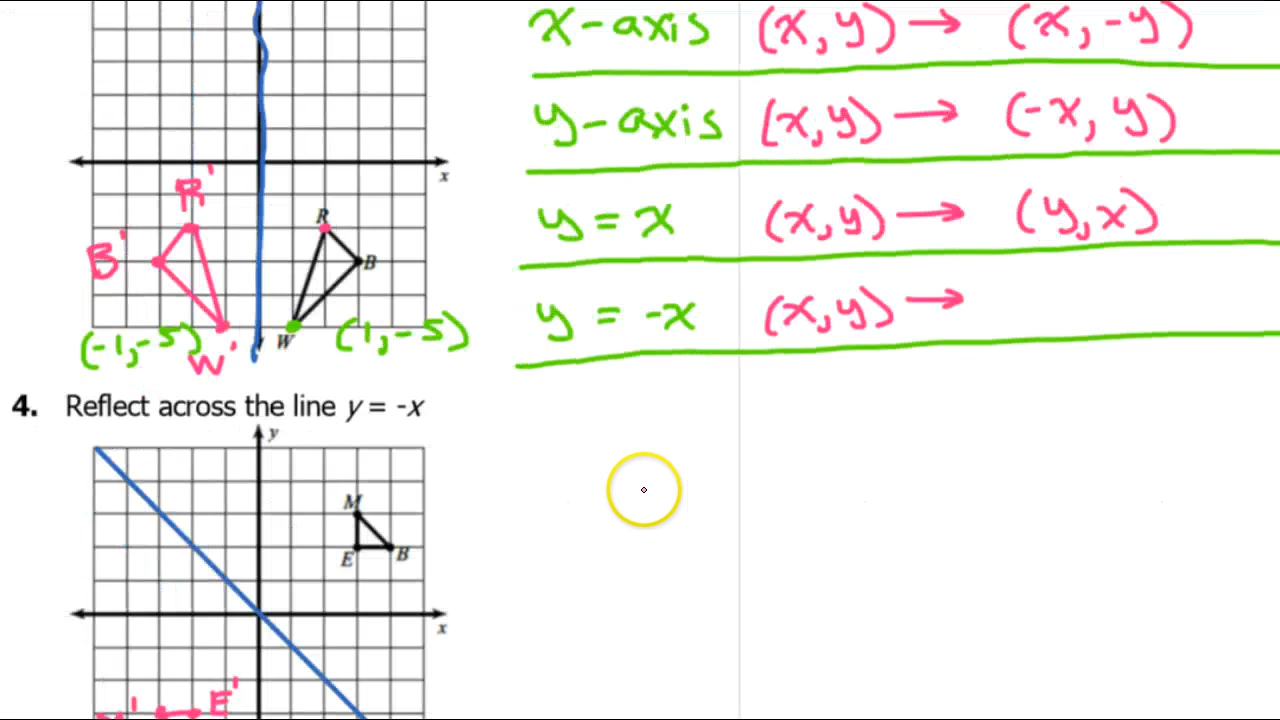 x-axis (x,y) → (x,-y)
y-axis (x,y) → (-x, y)
y = x (x,y) → (y,x)
y = -x (x,y) →
x
R'
R
B'
B
(-1,-5)
W'
W
(1,-5)
4. Reflect across the line y = -x
y
M
E
B
x
E'